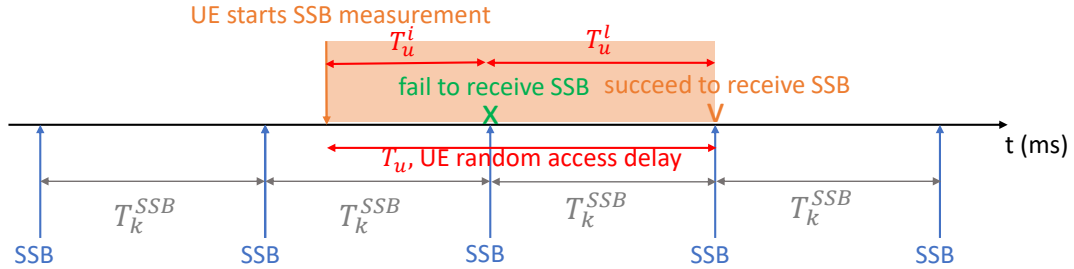 UE starts SSB measurement
T_u^i
T_u^l
fail to receive SSB
succeed to receive SSB
X
V
t (ms)
T_u, UE random access delay
T_k^{SSB}
T_k^{SSB}
T_k^{SSB}
T_k^{SSB}
SSB
SSB
SSB
SSB
SSB